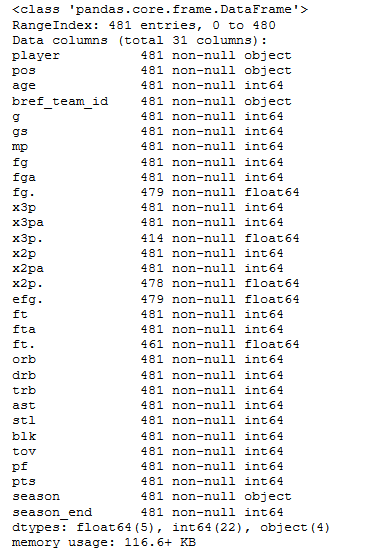 <class 'pandas.core.frame.DataFrame'>
RangeIndex: 481 entries, 0 to 480
Data columns (total 31 columns):
player          481 non-null object
pos             481 non-null object
age             481 non-null int64
bref_team_id    481 non-null object
g               481 non-null int64
gs              481 non-null int64
mp              481 non-null int64
fg              481 non-null int64
fga             481 non-null int64
fg.             479 non-null float64
x3p             481 non-null int64
x3pa            481 non-null int64
x3p.            414 non-null float64
x2p             481 non-null int64
x2pa            481 non-null int64
x2p.            478 non-null float64
efg.            479 non-null float64
ft              481 non-null int64
fta             481 non-null int64
ft.             461 non-null float64
orb             481 non-null int64
drb             481 non-null int64
trb             481 non-null int64
ast             481 non-null int64
stl             481 non-null int64
blk             481 non-null int64
tov             481 non-null int64
pf              481 non-null int64
pts             481 non-null int64
season          481 non-null object
season_end      481 non-null int64
dtypes: float64(5), int64(22), object(4)
memory usage: 116.6+ KB